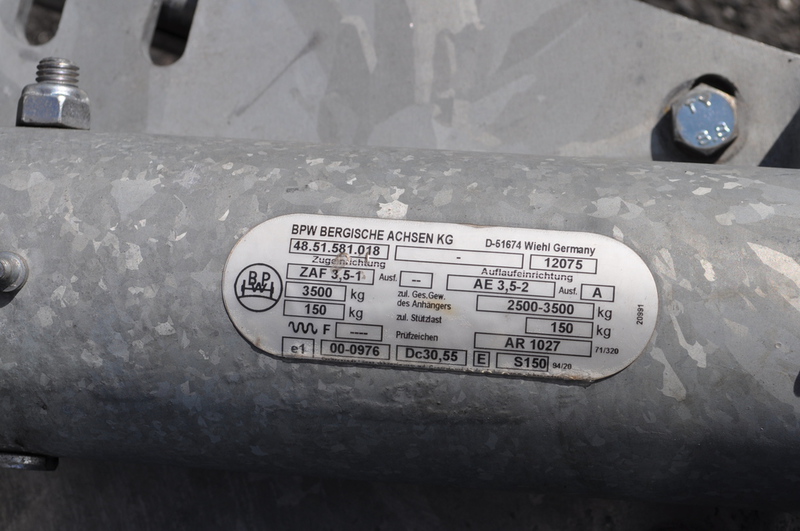 BPW BERGISCHE ACHSEN KG D-51674 Wiehl Germany
48.51.581.018 - 12075
Zugeinrichtung Auflaufeinrichtung
ZAF 3,5-1 Ausf. -- AE 3,5-2 Ausf. A
3500 kg zul. Ges.Gew. des Anhängers 2500-3500 kg
150 kg zul. Stützlast 150 kg
F ---- Prüfzeichen AR 1027 71/320
e1 00-0976 Dc30,55 E S150 94/20
BPW
20991
8.8